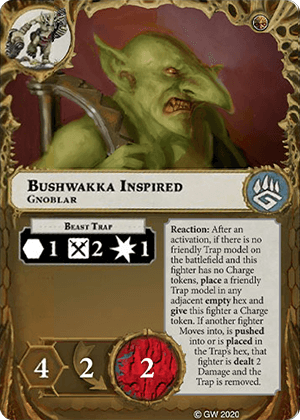 BUSHWAKKA INSPIRED
GNOBLAR
BEAST TRAP
1 2 1
Reaction: After an
activation, if there is no
friendly Trap model on
the battlefield and this
fighter has no Charge
tokens, place a friendly
Trap model in any
adjacent empty hex and
give this fighter a Charge
token. If another fighter
Moves into, is pushed
into or is placed in
the Trap's hex, that
fighter is dealt 2
Damage and the
Trap is removed.
4 2 2
© GW 2020